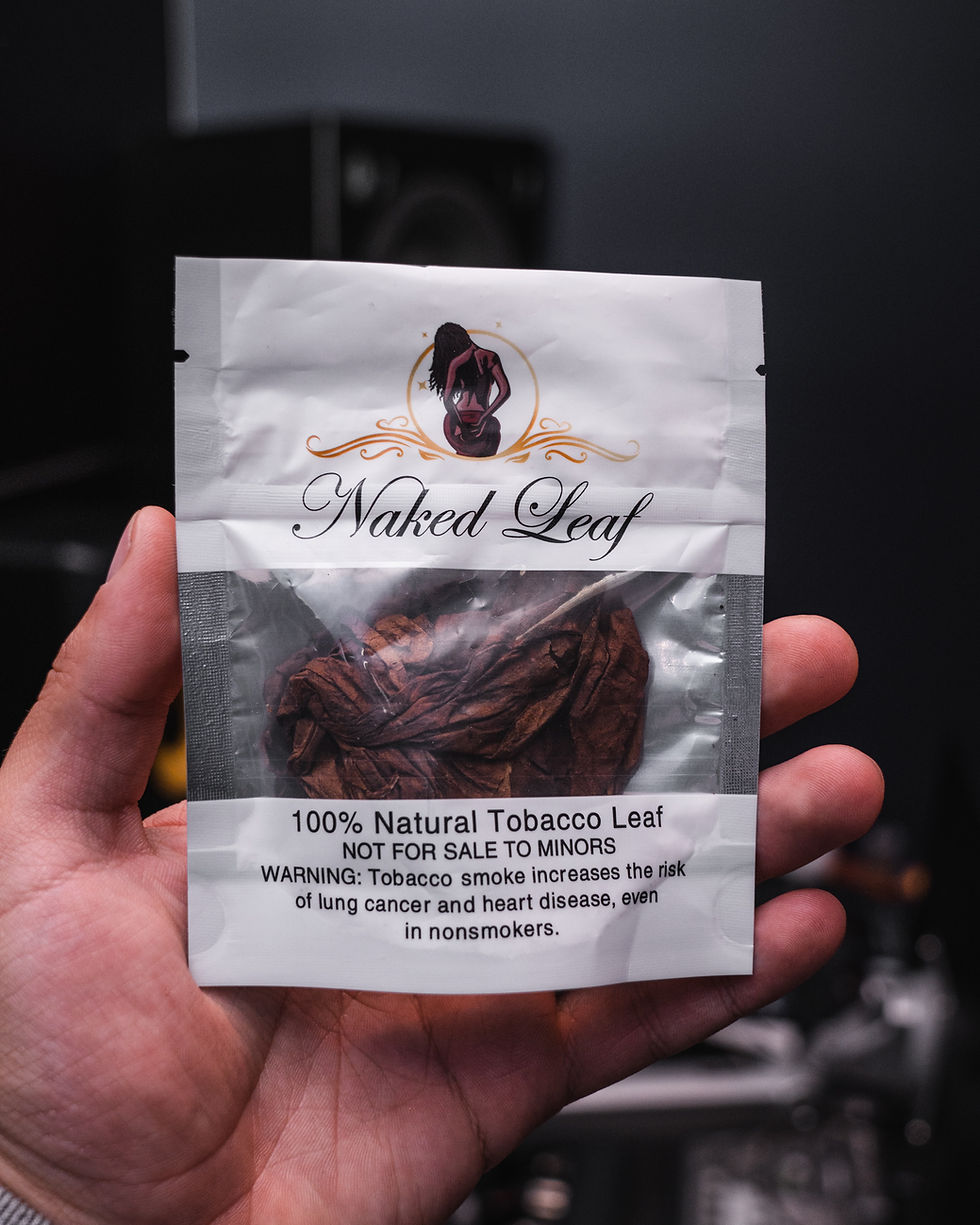 Naked Leaf
100% Natural Tobacco Leaf
NOT FOR SALE TO MINORS
WARNING: Tobacco smoke increases the risk
of lung cancer and heart disease, even
in nonsmokers.